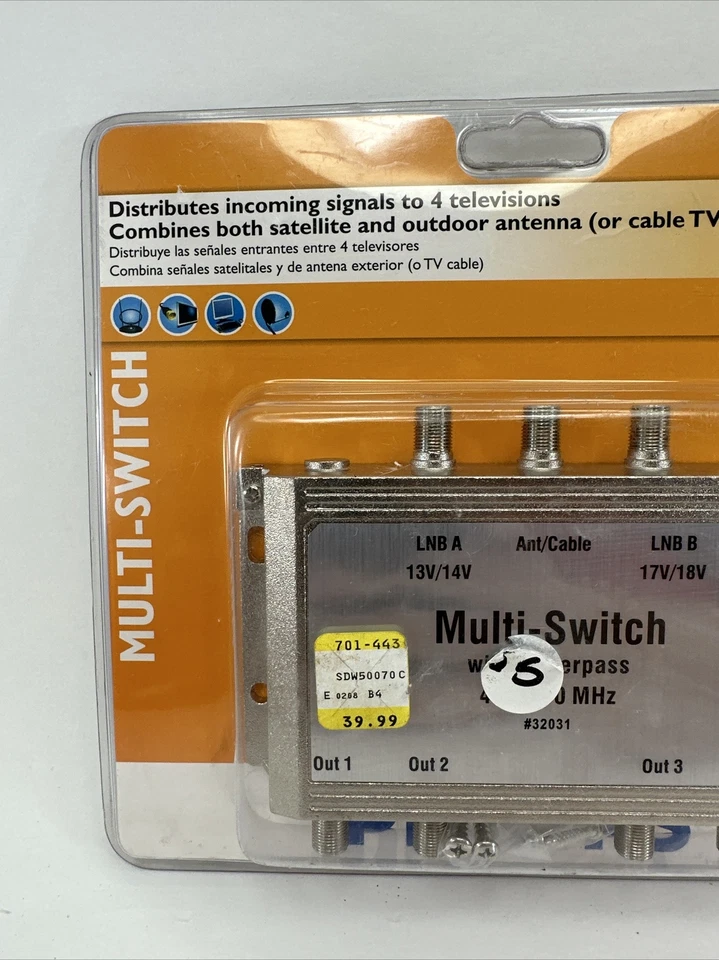 Distributes incoming signals to 4 televisions
Combines both satellite and outdoor antenna (or cable TV
Distribuye las señales entrantes entre 4 televisores
Combina señales satelitales y de antena exterior (o TV cable)
MULTI-SWITCH
LNB A Ant/Cable LNB B
13V/14V 17V/18V
Multi-Switch
#32031
MHz
701-443
SDW50070C
E 0208 B4
39.99
Out 1 Out 2 Out 3